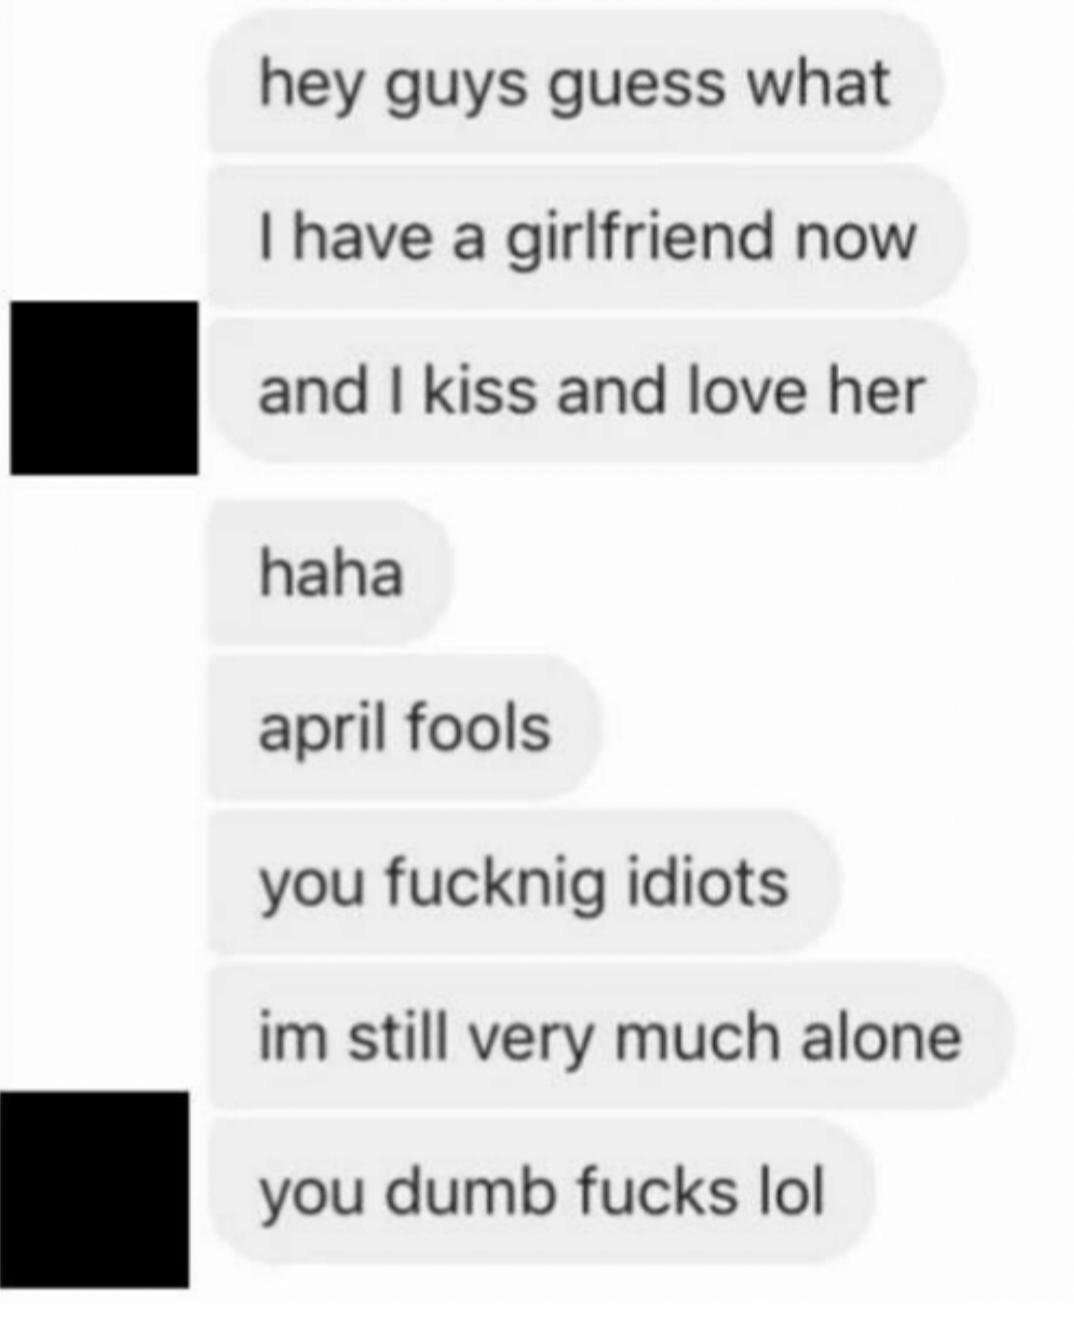 hey guys guess what
I have a girlfriend now
and I kiss and love her
haha
april fools
you fucknig idiots
im still very much alone
you dumb fucks lol